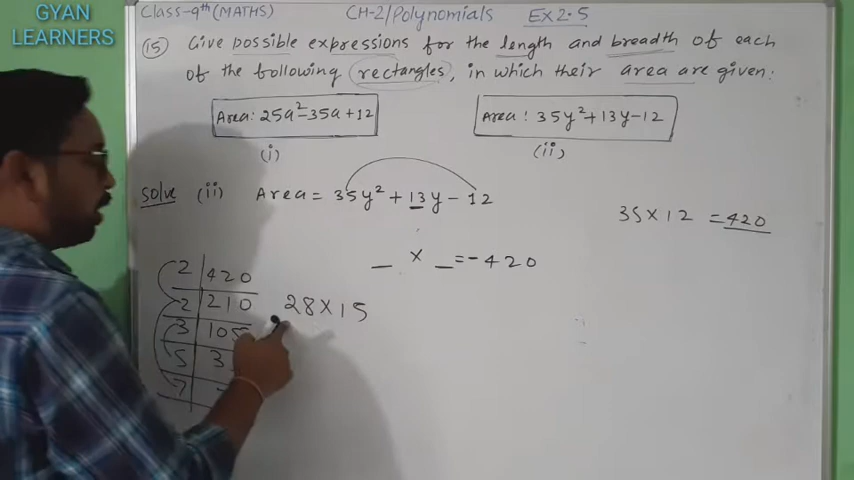 GYAN
LEARNERS
Class-9th (MATHS) CH-2/Polynomials Ex 2.5
(15) Give possible expressions for the length and breadth of each
of the following rectangles, in which their area are given:
Area: 25a²-35a+12 Area: 35y²+13y-12
(i) (ii)
Solve (ii) Area = 35y² + 13y - 12
35×12 = 420
_ × _ = -420
2 420
2 210 28×15
3 105
5 3
7